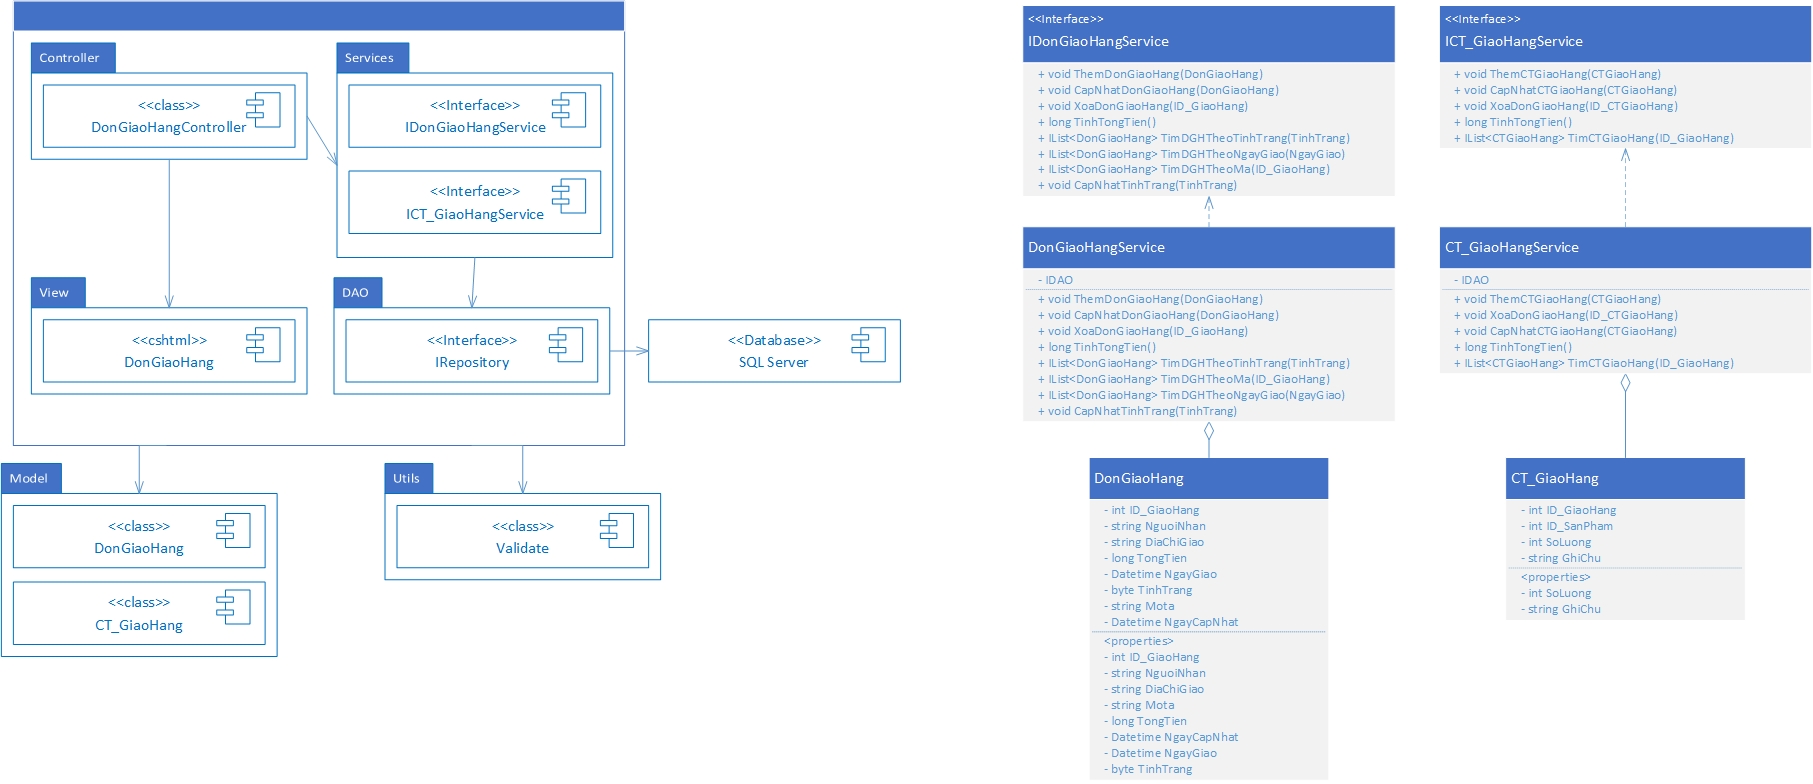 Controller
<<class>>
DonGiaoHangController
Services
<<Interface>>
IDonGiaoHangService
<<Interface>>
ICT_GiaoHangService
View
<<cshtml>>
DonGiaoHang
DAO
<<Interface>>
IRepository
<<Database>>
SQL Server
Model
<<class>>
DonGiaoHang
<<class>>
CT_GiaoHang
Utils
<<class>>
Validate
<<Interface>>
IDonGiaoHangService
+ void ThemDonGiaoHang(DonGiaoHang)
+ void CapNhatDonGiaoHang(DonGiaoHang)
+ void XoaDonGiaoHang(ID_GiaoHang)
+ long TinhTongTien()
+ IList<DonGiaoHang> TimDGHTheoTinhTrang(TinhTrang)
+ IList<DonGiaoHang> TimDGHTheoNgayGiao(NgayGiao)
+ IList<DonGiaoHang> TimDGHTheoMa(ID_GiaoHang)
+ void CapNhatTinhTrang(TinhTrang)
DonGiaoHangService
- IDAO
+ void ThemDonGiaoHang(DonGiaoHang)
+ void CapNhatDonGiaoHang(DonGiaoHang)
+ void XoaDonGiaoHang(ID_GiaoHang)
+ long TinhTongTien()
+ IList<DonGiaoHang> TimDGHTheoTinhTrang(TinhTrang)
+ IList<DonGiaoHang> TimDGHTheoMa(ID_GiaoHang)
+ IList<DonGiaoHang> TimDGHTheoNgayGiao(NgayGiao)
+ void CapNhatTinhTrang(TinhTrang)
DonGiaoHang
- int ID_GiaoHang
- string NguoiNhan
- string DiaChiGiao
- long TongTien
- Datetime NgayGiao
- byte TinhTrang
- string Mota
- Datetime NgayCapNhat
<properties>
- int ID_GiaoHang
- string NguoiNhan
- string DiaChiGiao
- string Mota
- long TongTien
- Datetime NgayCapNhat
- Datetime NgayGiao
- byte TinhTrang
<<Interface>>
ICT_GiaoHangService
+ void ThemCTGiaoHang(CTGiaoHang)
+ void CapNhatCTGiaoHang(CTGiaoHang)
+ void XoaDonGiaoHang(ID_CTGiaoHang)
+ long TinhTongTien()
+ IList<CTGiaoHang> TimCTGiaoHang(ID_GiaoHang)
CT_GiaoHangService
- IDAO
+ void ThemCTGiaoHang(CTGiaoHang)
+ void XoaDonGiaoHang(ID_CTGiaoHang)
+ void CapNhatCTGiaoHang(CTGiaoHang)
+ long TinhTongTien()
+ IList<CTGiaoHang> TimCTGiaoHang(ID_GiaoHang)
CT_GiaoHang
- int ID_GiaoHang
- int ID_SanPham
- int SoLuong
- string GhiChu
<properties>
- int SoLuong
- string GhiChu